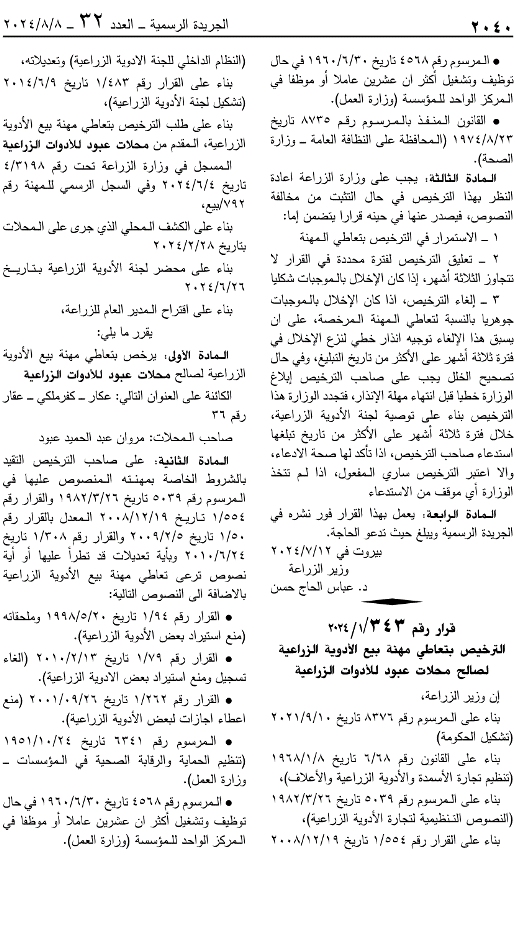 ٢٠٤٠
الجريدة الرسمية ــ العدد ٣٢ ــ ٢٠٢٤/٨/٨
● المرسوم رقم ٤٥٦٨ تاريخ ١٩٦٠/٦/٣٠ في حال
توظيف وتشغيل أكثر ان عشرين عاملا أو موظفا في
المركز الواحد للمؤسسة (وزارة العمل).
● القانون المنفذ بالمرسوم رقم ٨٧٣٥ تاريخ
١٩٧٤/٨/٢٣ (المحافظة على النظافة العامة ــ وزارة
الصحة).
المادة الثالثة: يجب على وزارة الزراعة اعادة
النظر بهذا الترخيص في حال التثبت من مخالفة
النصوص، فيصدر عنها في حينه قرارا يتضمن إما:
١ ــ الاستمرار في الترخيص بتعاطي المهنة
٢ ــ تعليق الترخيص لفترة محددة في القرار لا
تتجاوز الثلاثة أشهر، إذا كان الإخلال بالموجبات شكليا
٣ ــ إلغاء الترخيص، اذا كان الإخلال بالموجبات
جوهريا بالنسبة لتعاطي المهنة المرخصة، على ان
يسبق هذا الإلغاء توجيه انذار خطي لنزع الإخلال في
فترة ثلاثة أشهر على الأكثر من تاريخ التبليغ، وفي حال
تصحيح الخلل يجب على صاحب الترخيص إبلاغ
الوزارة خطيا قبل انتهاء مهلة الإنذار، فتجدد الوزارة هذا
الترخيص بناء على توصية لجنة الأدوية الزراعية،
خلال فترة ثلاثة أشهر على الأكثر من تاريخ تبلغها
استدعاء صاحب الترخيص، اذا تأكد لها صحة الادعاء،
والا اعتبر الترخيص ساري المفعول، اذا لم تتخذ
الوزارة أي موقف من الاستدعاء
المادة الرابعة: يعمل بهذا القرار فور نشره في
الجريدة الرسمية ويبلغ حيث تدعو الحاجة.
بيروت في ٢٠٢٤/٧/١٢
وزير الزراعة
د. عباس الحاج حسن
قرار رقم ٢٠٢٤/١/٣٤٣
الترخيص بتعاطي مهنة بيع الأدوية الزراعية
لصالح محلات عبود للأدوات الزراعية
إن وزير الزراعة،
بناء على المرسوم رقم ٨٣٧٦ تاريخ ٢٠٢١/٩/١٠
(تشكيل الحكومة)
بناء على القانون رقم ٦/٦٨ تاريخ ١٩٦٨/١/٨
(تنظيم تجارة الأسمدة والأدوية الزراعية والأعلاف)،
بناء على المرسوم رقم ٥٠٣٩ تاريخ ١٩٨٢/٣/٢٦
(النصوص التنظيمية لتجارة الأدوية الزراعية)،
بناء على القرار رقم ١/٥٥٤ تاريخ ٢٠٠٨/١٢/١٩
(النظام الداخلي للجنة الادوية الزراعية) وتعديلاته،
بناء على القرار رقم ١/٤٨٣ تاريخ ٢٠١٤/٦/٩
(تشكيل لجنة الأدوية الزراعية)،
بناء على طلب الترخيص بتعاطي مهنة بيع الأدوية
الزراعية، المقدم من محلات عبود للأدوات الزراعية
المسجل في وزارة الزراعة تحت رقم ٤/٣١٩٨
تاريخ ٢٠٢٤/٦/٤ وفي السجل الرسمي للمهنة رقم
٧٩٢/بيع،
بناء على الكشف المحلي الذي جرى على المحلات
بتاريخ ٢٠٢٤/٢/٢٨
بناء على محضر لجنة الأدوية الزراعية بـتاريـخ
٢٠٢٤/٦/٢٦
بناء على اقتراح المدير العام للزراعة،
يقرر ما يلي:
المادة الأولى: يرخص بتعاطي مهنة بيع الأدوية
الزراعية لصالح محلات عبود للأدوات الزراعية
الكائنة على العنوان التالي: عكار ــ كفرملكي ــ عقار
رقم ٣٦
صاحب المحلات: مروان عبد الحميد عبود
المادة الثانية: على صاحب الترخيص التقيد
بالشروط الخاصة بمهنته المنصوص عليها في
المرسوم رقم ٥٠٣٩ تاريخ ١٩٨٢/٣/٢٦ والقرار رقم
١/٥٥٤ تاريخ ٢٠٠٨/١٢/١٩ المعدل بالقرار رقم
١/٥٠ تاريخ ٢٠٠٩/٢/٥ والقرار رقم ١/٣٠٨ تاريخ
٢٠١٠/٦/٢٤ وبأية تعديلات قد تطرأ عليها أو أية
نصوص ترعى تعاطي مهنة بيع الأدوية الزراعية
بالاضافة الى النصوص التالية:
● القرار رقم ١/٩٤ تاريخ ١٩٩٨/٥/٢٠ وملحقاته
(منع استيراد بعض الأدوية الزراعية).
● القرار رقم ١/٧٩ تاريخ ٢٠١٠/٢/١٣ (الغاء
تسجيل ومنع استيراد بعض الادوية الزراعية).
● القرار رقم ١/٢٦٢ تاريخ ٢٠٠١/٠٩/٢٦ (منع
اعطاء اجازات لبعض الأدوية الزراعية).
● المرسوم رقم ٦٣٤١ تاريخ ١٩٥١/١٠/٢٤
(تنظيم الحماية والرقابة الصحية في المؤسسات ــ
وزارة العمل).
● المرسوم رقم ٤٥٦٨ تاريخ ١٩٦٠/٦/٣٠ في حال
توظيف وتشغيل أكثر ان عشرين عاملا أو موظفا في
المركز الواحد للمؤسسة (وزارة العمل).